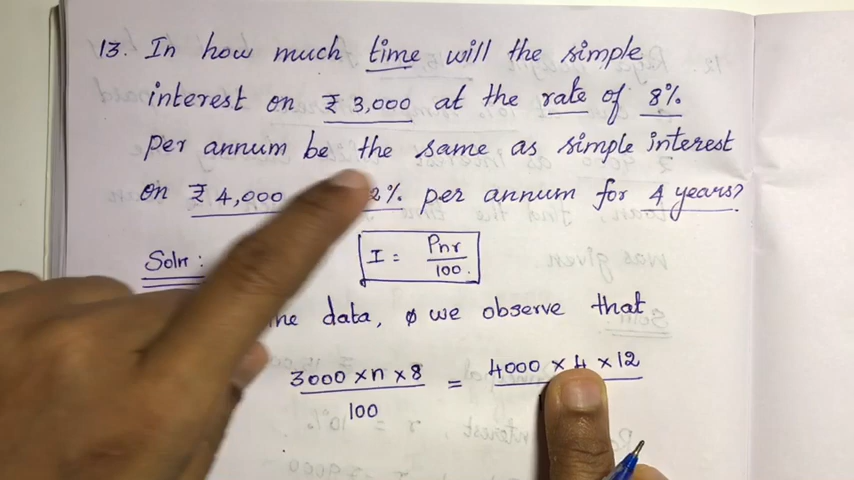 13. In how much time will the simple
interest on ₹ 3,000 at the rate of 8%
per annum be the same as simple interest
on ₹ 4,000 2% per annum for 4 years?
Soln :
I = Pnr/100.
the data, we observe that
3000 × n × 8 / 100 = 4000 × 4 × 12